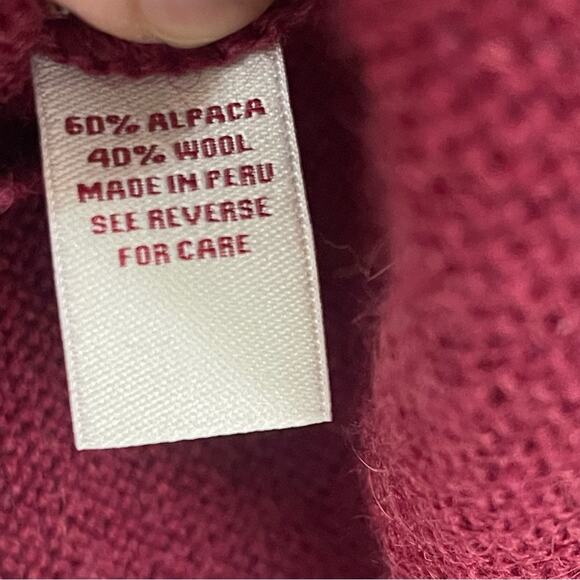 60% ALPACA
40% WOOL
MADE IN PERU
SEE REVERSE
FOR CARE